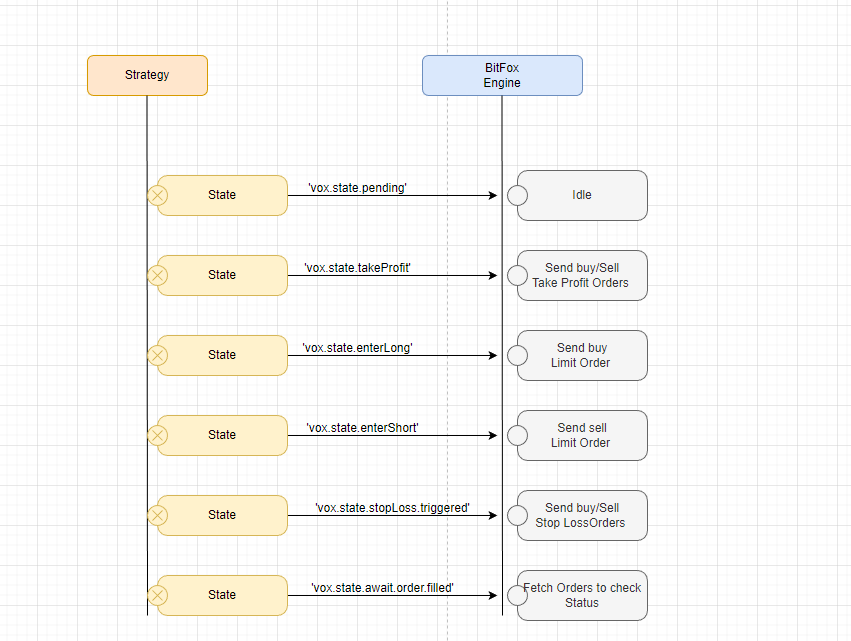 Strategy
BitFox
Engine
State
'vox.state.pending'
Idle
State
'vox.state.takeProfit'
Send buy/Sell
Take Profit Orders
State
'vox.state.enterLong'
Send buy
Limit Order
State
'vox.state.enterShort'
Send sell
Limit Order
State
'vox.state.stopLoss.triggered'
Send buy/Sell
Stop LossOrders
State
'vox.state.await.order.filled'
Fetch Orders to check
Status